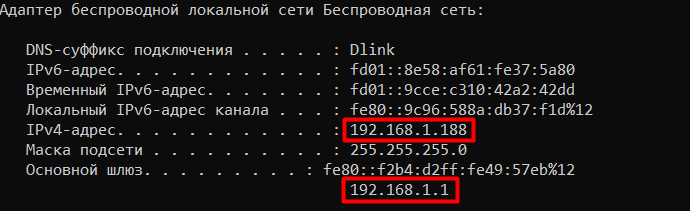 Адаптер беспроводной локальной сети Беспроводная сеть:
DNS-суффикс подключения . . . . . : Dlink
IPv6-адрес. . . . . . . . . . . . : fd01::8e58:af61:fe37:5a80
Временный IPv6-адрес. . . . . . . : fd01::9cce:c310:42a2:42dd
Локальный IPv6-адрес канала . . . : fe80::9c96:588a:db37:f1d%12
IPv4-адрес. . . . . . . . . . . . : 192.168.1.188
Маска подсети . . . . . . . . . . : 255.255.255.0
Основной шлюз. . . . . . . . . : fe80::f2b4:d2ff:fe49:57eb%12
192.168.1.1